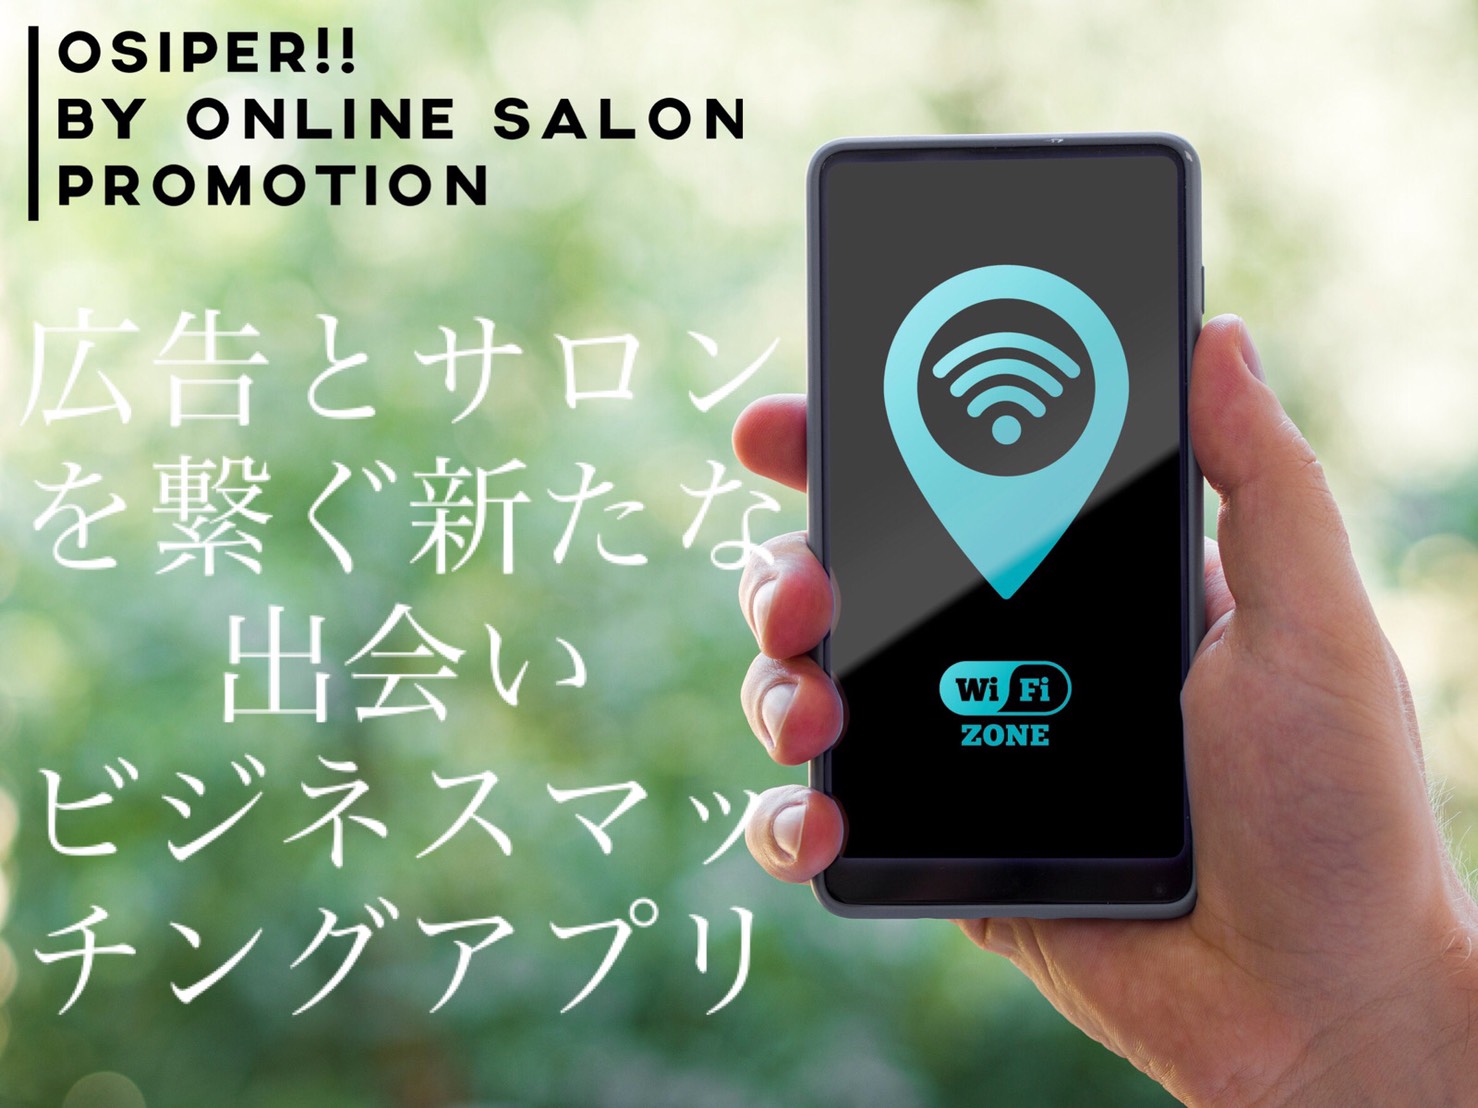 OSIPER!!
BY ONLINE SALON
PROMOTION
広告とサロン
を繋ぐ新たな
出会い
ビジネスマッ
チングアプリ
Wi Fi
ZONE